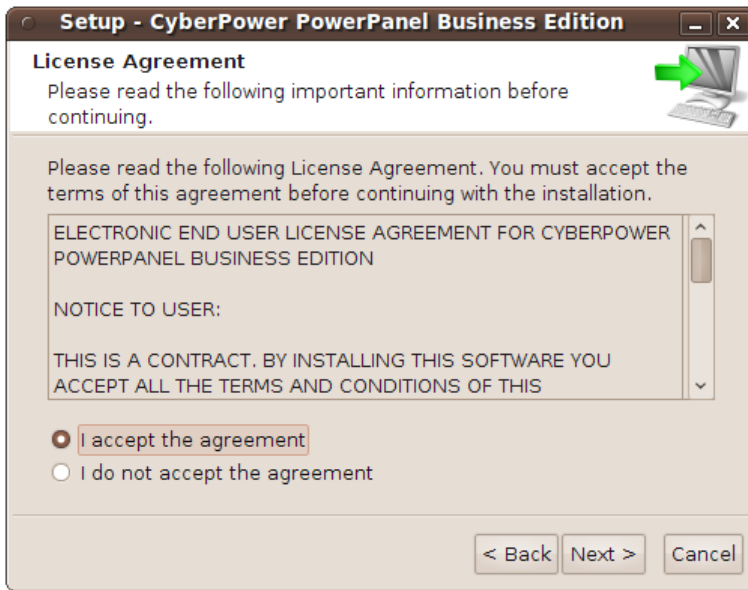 Setup - CyberPower PowerPanel Business Edition
License Agreement
Please read the following important information before
continuing.
Please read the following License Agreement. You must accept the
terms of this agreement before continuing with the installation.
ELECTRONIC END USER LICENSE AGREEMENT FOR CYBERPOWER
POWERPANEL BUSINESS EDITION
NOTICE TO USER:
THIS IS A CONTRACT. BY INSTALLING THIS SOFTWARE YOU
ACCEPT ALL THE TERMS AND CONDITIONS OF THIS
I accept the agreement
I do not accept the agreement
< Back Next > Cancel